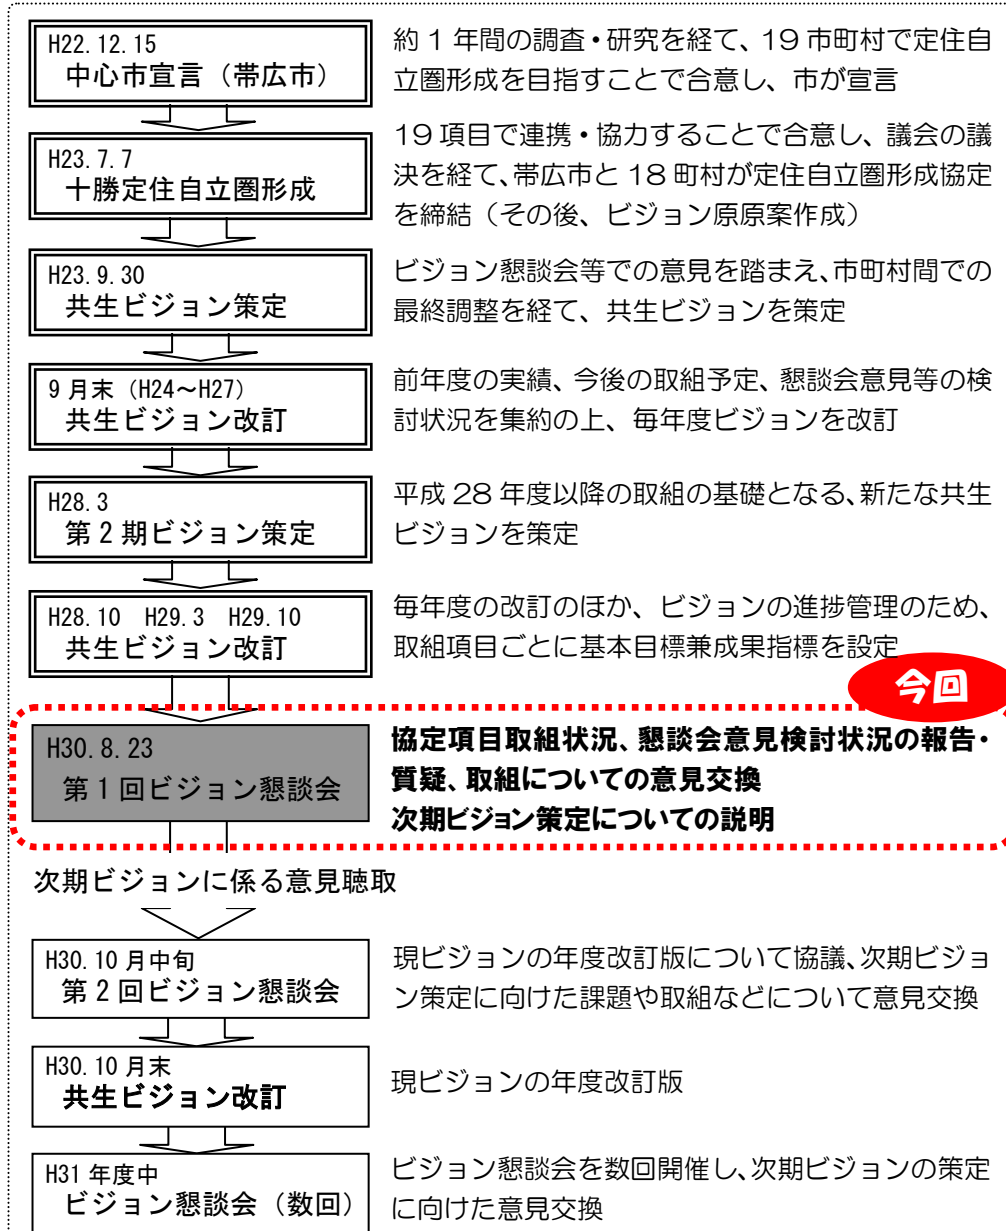 H22.12.15
中心市宣言（帯広市）
約1年間の調査・研究を経て、19市町村で定住自
立圏形成を目指すことで合意し、市が宣言
H23.7.7
十勝定住自立圏形成
19項目で連携・協力することで合意し、議会の議
決を経て、帯広市と18町村が定住自立圏形成協定
を締結（その後、ビジョン原原案作成）
H23.9.30
共生ビジョン策定
ビジョン懇談会等での意見を踏まえ、市町村間での
最終調整を経て、共生ビジョンを策定
9月末（H24～H27）
共生ビジョン改訂
前年度の実績、今後の取組予定、懇談会意見等の検
討状況を集約の上、毎年度ビジョンを改訂
H28.3
第2期ビジョン策定
平成28年度以降の取組の基礎となる、新たな共生
ビジョンを策定
H28.10 H29.3 H29.10
共生ビジョン改訂
毎年度の改訂のほか、ビジョンの進捗管理のため、
取組項目ごとに基本目標兼成果指標を設定
今回
H30.8.23
第1回ビジョン懇談会
協定項目取組状況、懇談会意見検討状況の報告・
質疑、取組についての意見交換
次期ビジョン策定についての説明
次期ビジョンに係る意見聴取
H30.10月中旬
第2回ビジョン懇談会
現ビジョンの年度改訂版について協議、次期ビジョ
ン策定に向けた課題や取組などについて意見交換
H30.10月末
共生ビジョン改訂
現ビジョンの年度改訂版
H31年度中
ビジョン懇談会（数回）
ビジョン懇談会を数回開催し、次期ビジョンの策定
に向けた意見交換